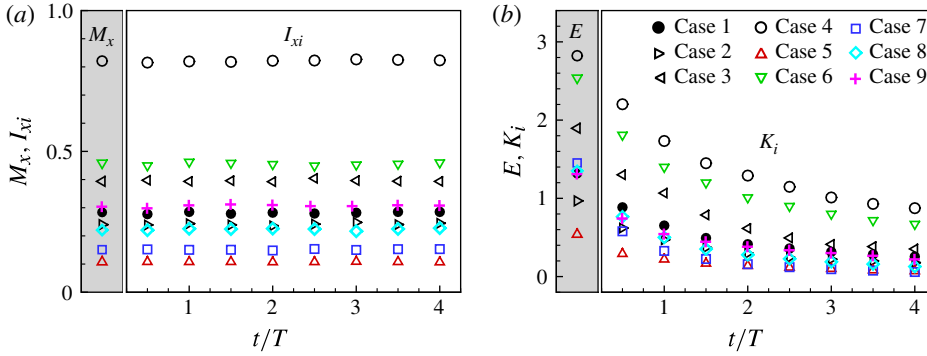 (a)
1.0
0.5
0
M_x
I_xi
M_x, I_xi
1
2
3
4
t/T
(b)
3
2
1
0
E
K_i
E, K_i
Case 1
Case 4
Case 7
Case 2
Case 5
Case 8
Case 3
Case 6
Case 9
1
2
3
4
t/T